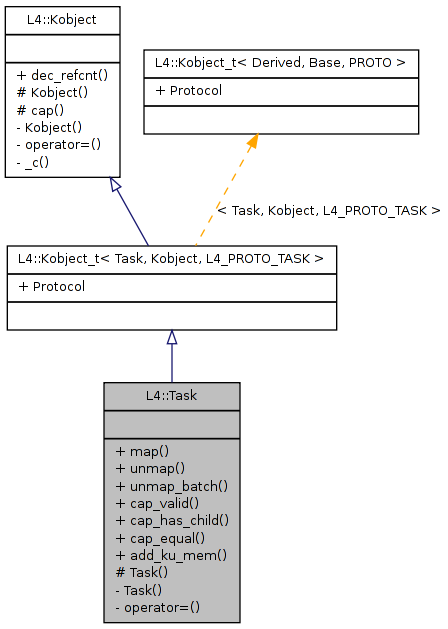 L4::Kobject
+ dec_refcnt()
# Kobject()
# cap()
- Kobject()
- operator=()
- _c()
L4::Kobject_t< Derived, Base, PROTO >
+ Protocol
< Task, Kobject, L4_PROTO_TASK >
L4::Kobject_t< Task, Kobject, L4_PROTO_TASK >
+ Protocol
L4::Task
+ map()
+ unmap()
+ unmap_batch()
+ cap_valid()
+ cap_has_child()
+ cap_equal()
+ add_ku_mem()
# Task()
- Task()
- operator=()